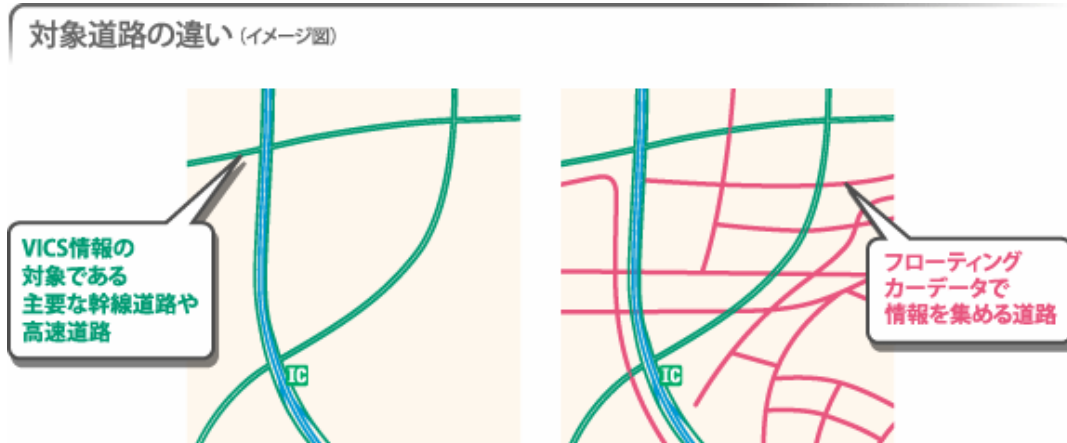 対象道路の違い(イメージ図)
VICS情報の
対象である
主要な幹線道路や
高速道路
IC
フローティング
カーデータで
情報を集める道路
IC